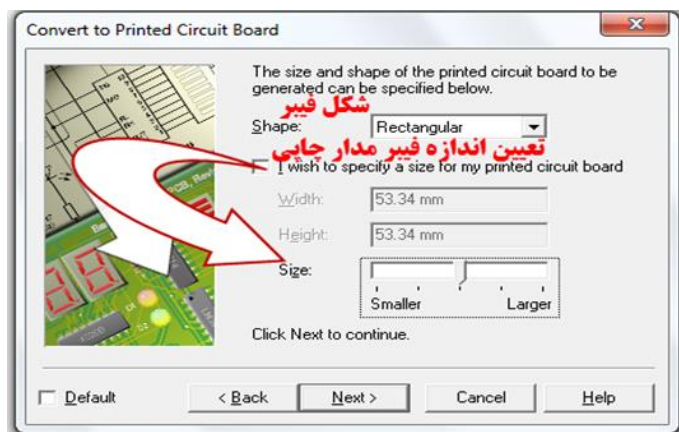 Convert to Printed Circuit Board
The size and shape of the printed circuit board to be
generated can be specified below.
شکل فیبر
Shape:
Rectangular
تعیین اندازه فیبر مدار چاپی
I wish to specify a size for my printed circuit board
Width:
53.34 mm
Height:
53.34 mm
Size:
Smaller
Larger
Click Next to continue.
Default
< Back
Next >
Cancel
Help